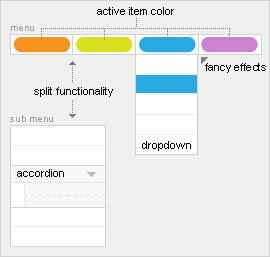 active item color
menu
fancy effects
split functionality
sub menu
dropdown
accordion